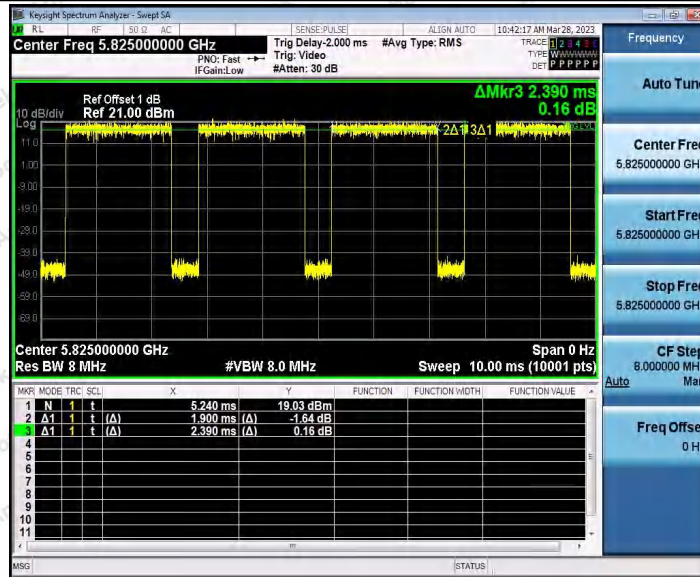 Keysight Spectrum Analyzer - Swept SA
RL RF 50 Ω AC SENSE:PULSE ALIGN AUTO 10:42:17 AM Mar 28, 2023
Center Freq 5.825000000 GHz
PNO: Fast
IFGain:Low
Trig Delay-2.000 ms
Trig: Video
#Atten: 30 dB
#Avg Type: RMS
TRACE 1 2 3 4 5 6
TYPE WWWWWW
DET P P P P P P
Frequency
ΔMkr3 2.390 ms
0.16 dB
Ref Offset 1 dB
10 dB/div Ref 21.00 dBm
Log
11.0
1.00
-9.00
-19.0
-29.0
-39.0
-49.0
-59.0
-69.0
2Δ1 3Δ1
Center 5.825000000 GHz Span 0 Hz
Res BW 8 MHz #VBW 8.0 MHz Sweep 10.00 ms (10001 pts)
MKR MODE TRC SCL X Y FUNCTION FUNCTION WIDTH FUNCTION VALUE
1 N 1 t 5.240 ms 19.03 dBm
2 Δ1 1 t (Δ) 1.900 ms (Δ) -1.64 dB
3 Δ1 1 t (Δ) 2.390 ms (Δ) 0.16 dB
4
5
6
7
8
9
10
11
MSG STATUS
Auto Tune
Center Freq
5.825000000 GH
Start Freq
5.825000000 GH
Stop Freq
5.825000000 GH
CF Step
8.000000 MH
Auto Ma
Freq Offse
0 H